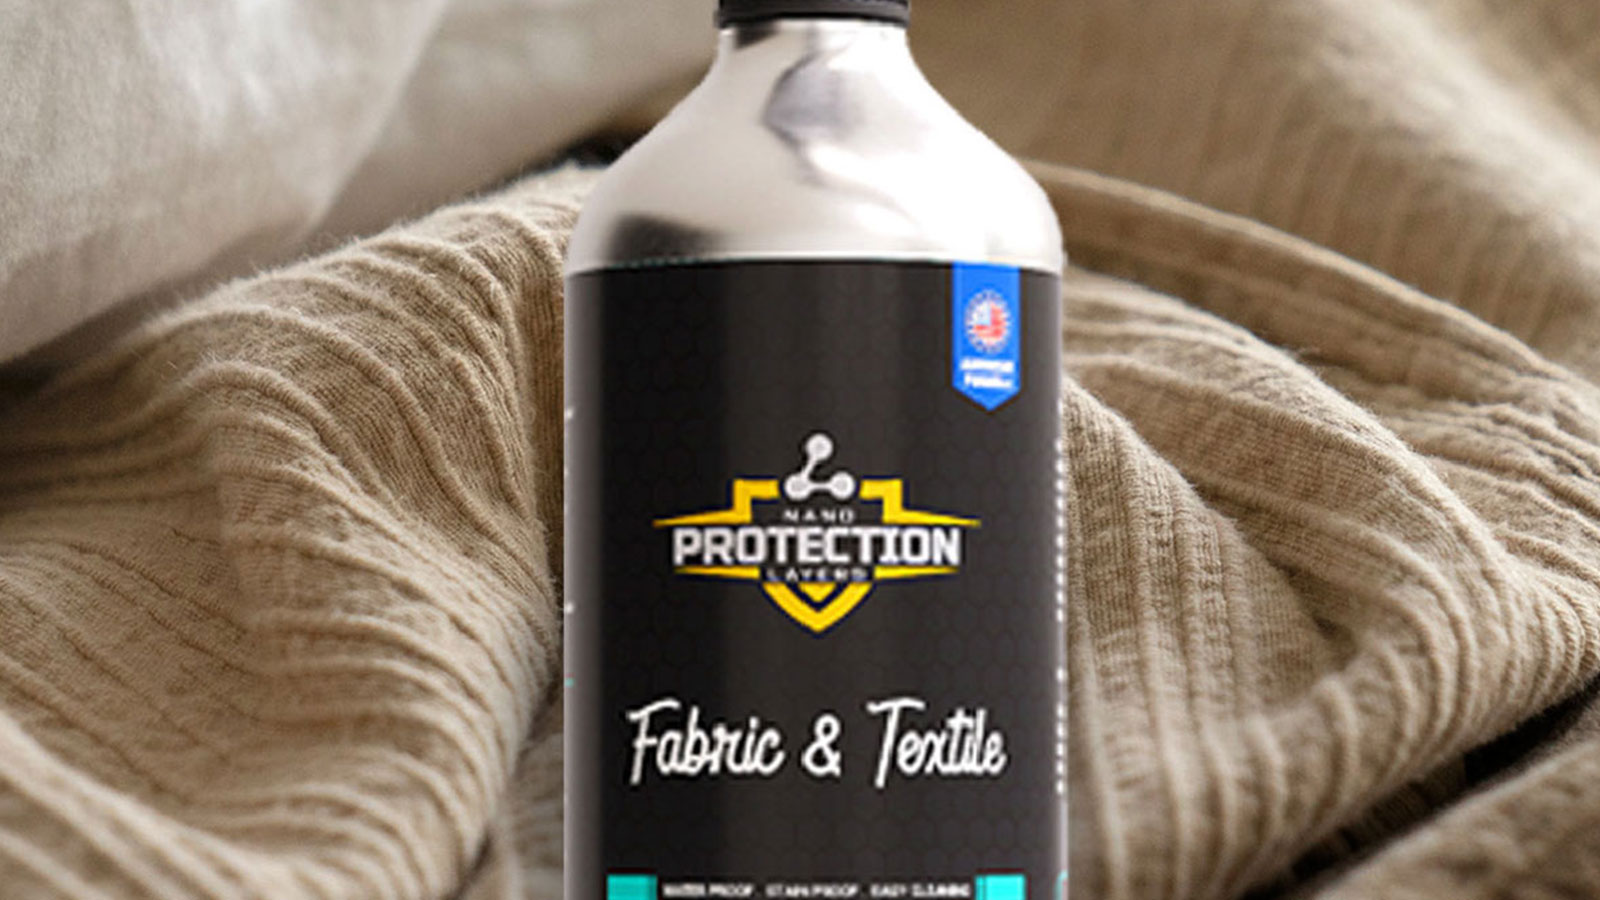 NANO
PROTECTION
LAYERS
Fabric & Textile
WATER PROOF . STAIN PROOF . EASY CLEANING